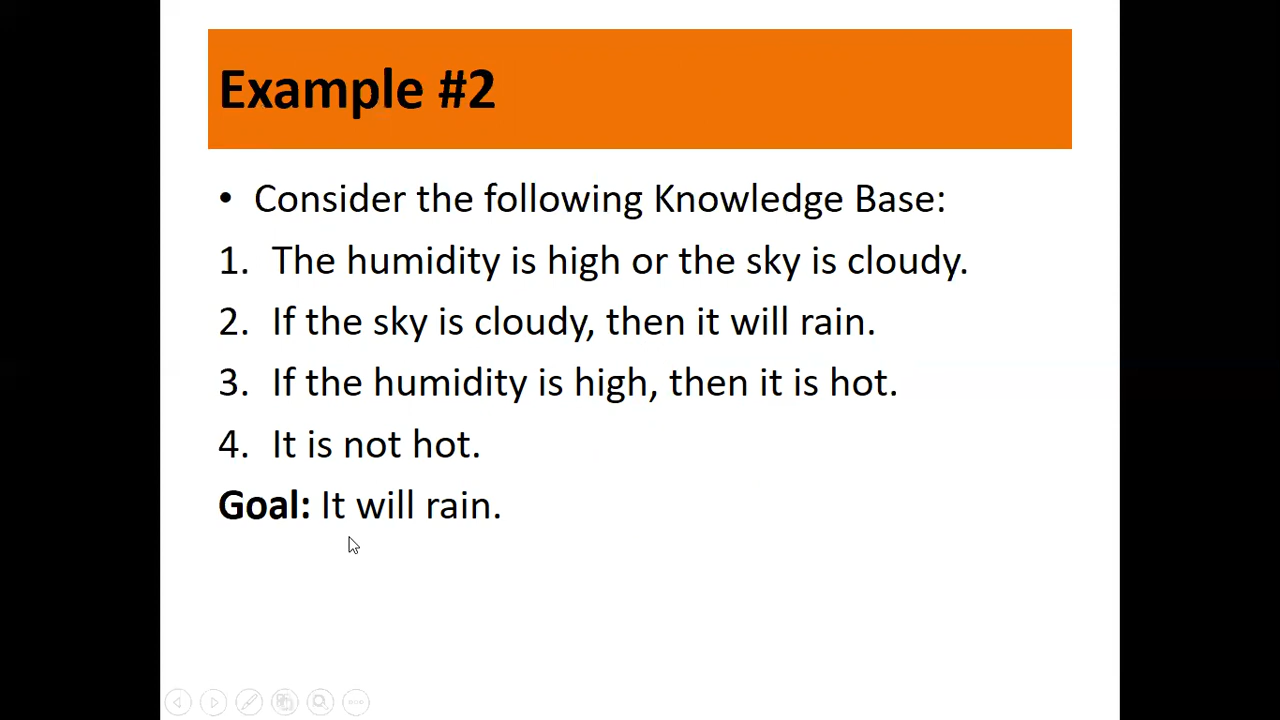 Example #2
• Consider the following Knowledge Base:
1. The humidity is high or the sky is cloudy.
2. If the sky is cloudy, then it will rain.
3. If the humidity is high, then it is hot.
4. It is not hot.
Goal: It will rain.